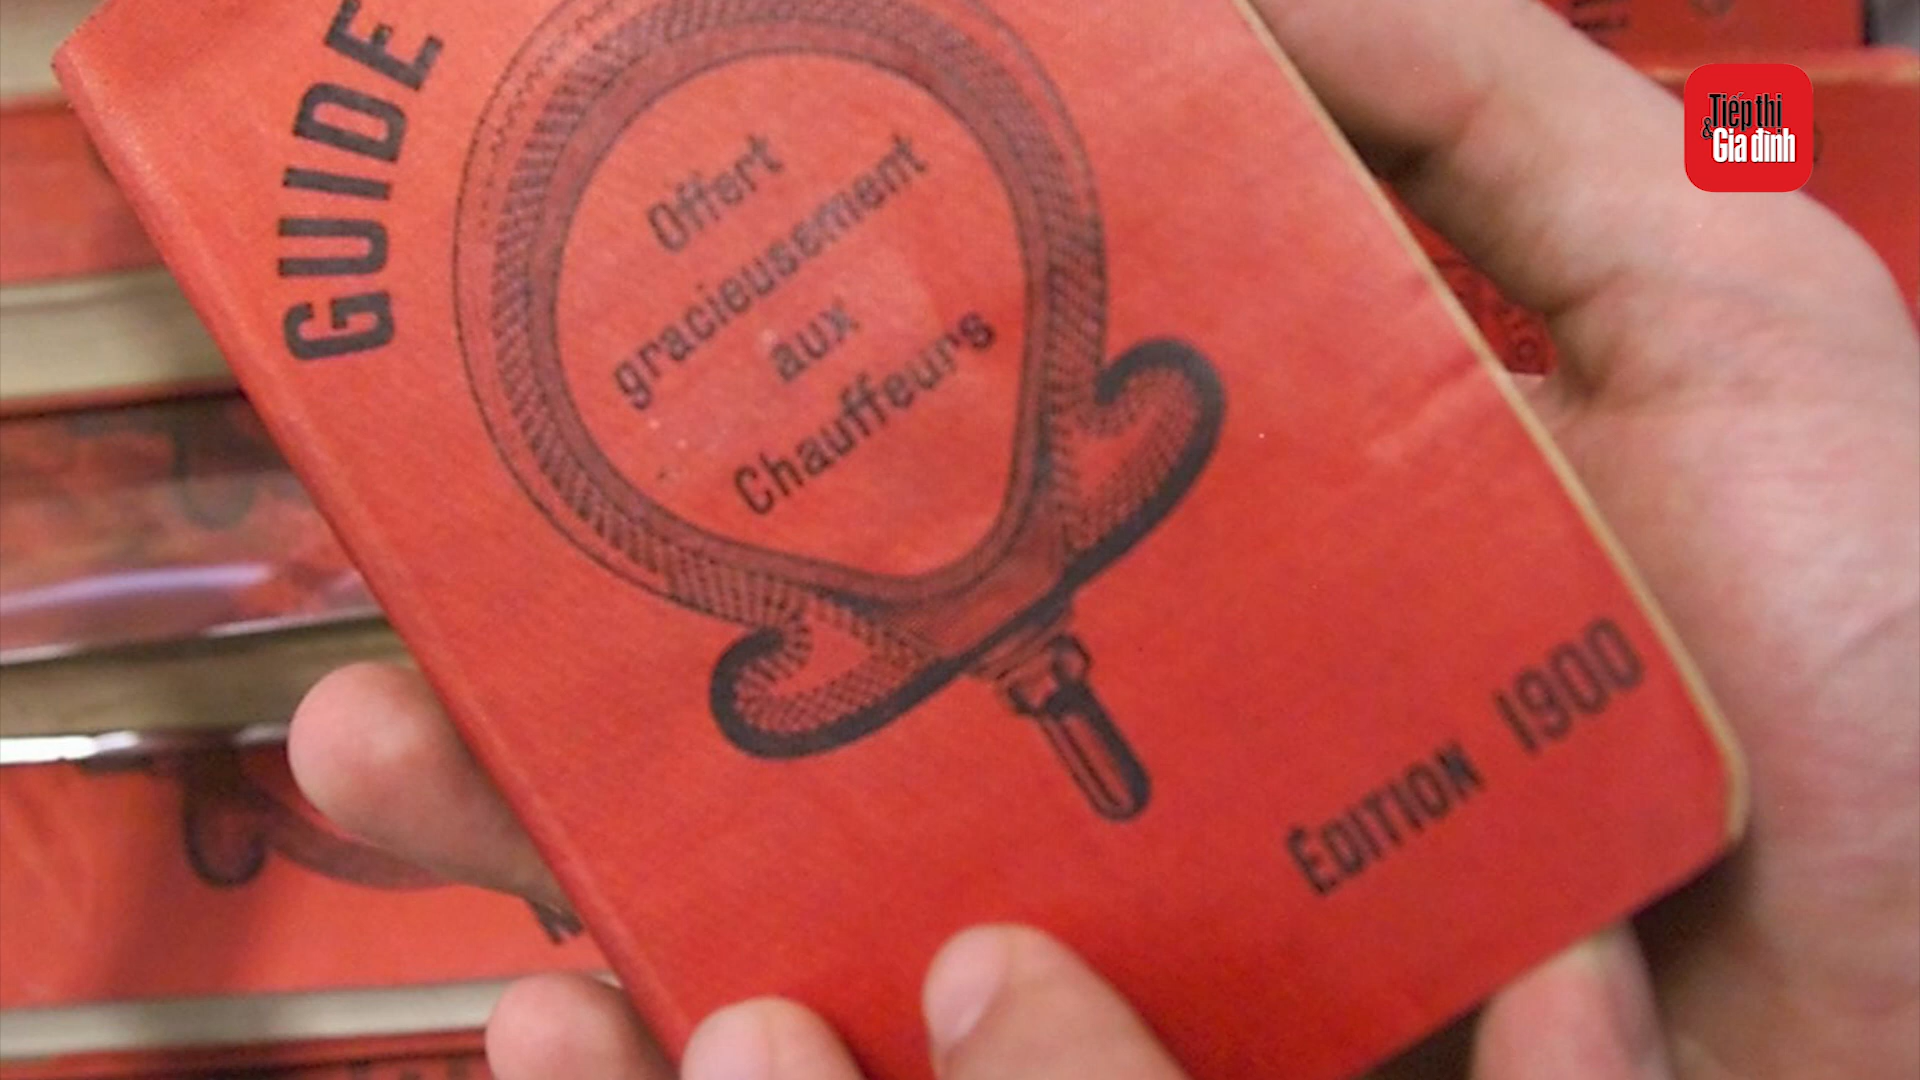 GUIDE
Offert
gracieusement
aux
Chauffeurs
ÉDITION 1900
Tiếp thị
& Gia đình